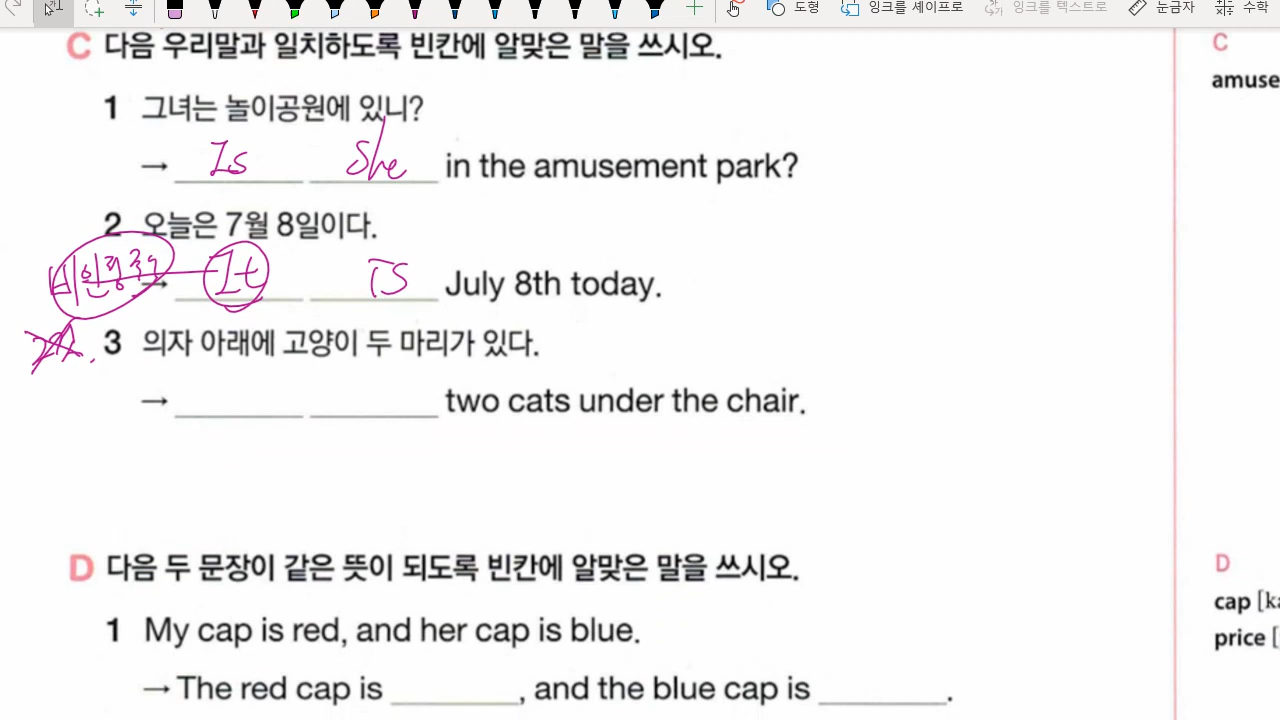 도형 잉크를 셰이프로 잉크를 텍스트로 눈금자 수학
C 다음 우리말과 일치하도록 빈칸에 알맞은 말을 쓰시오.
C
1 그녀는 놀이공원에 있니?
amuse
→ Is She in the amusement park?
2 오늘은 7월 8일이다.
비인칭 주어
→ It is July 8th today.
3 의자 아래에 고양이 두 마리가 있다.
→ two cats under the chair.
D 다음 두 문장이 같은 뜻이 되도록 빈칸에 알맞은 말을 쓰시오.
D
1 My cap is red, and her cap is blue.
cap [k
price [
→ The red cap is ________, and the blue cap is ________.